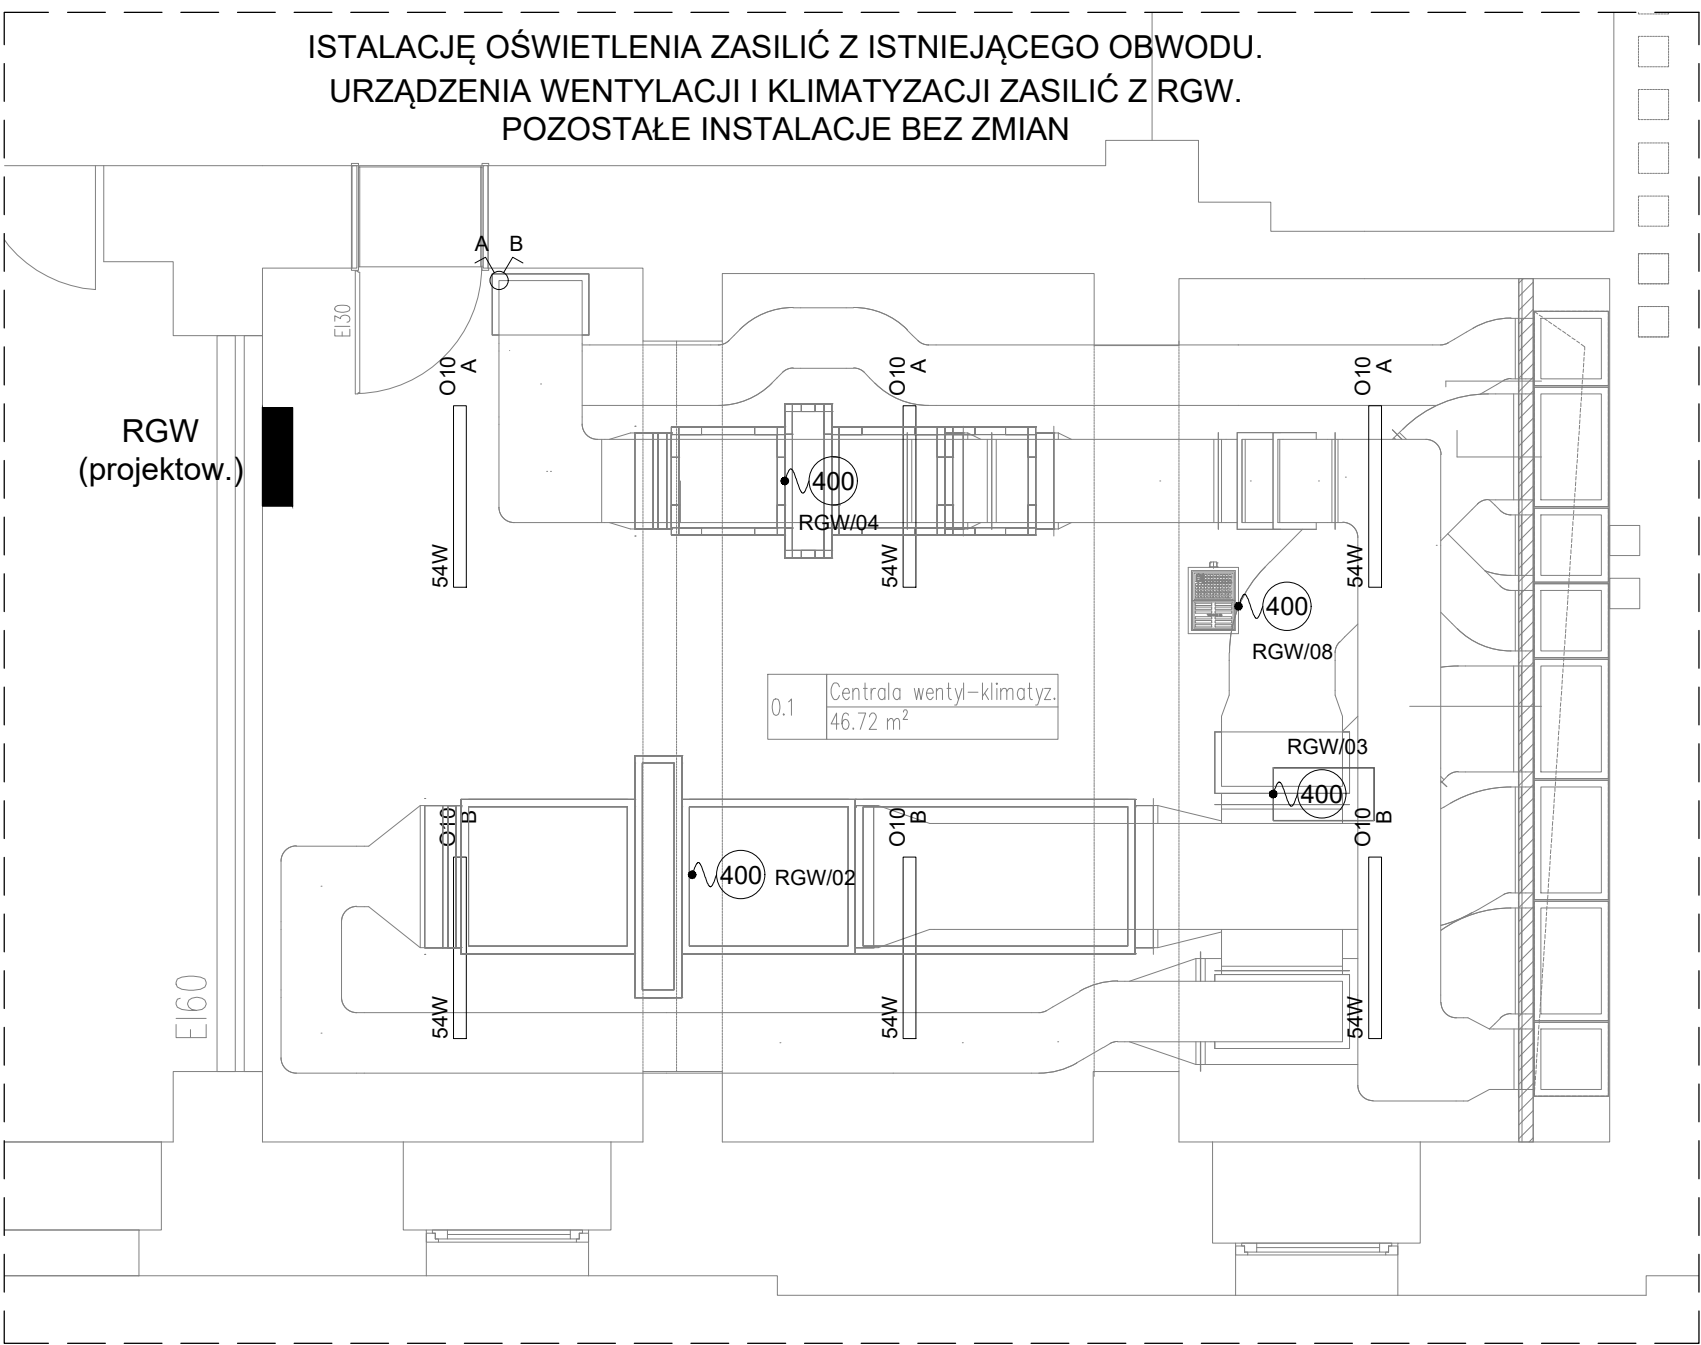 ISTALACJĘ OŚWIETLENIA ZASILIĆ Z ISTNIEJĄCEGO OBWODU.
URZĄDZENIA WENTYLACJI I KLIMATYZACJI ZASILIĆ Z RGW.
POZOSTAŁE INSTALACJE BEZ ZMIAN
A B
EI30
O10
A
O10
A
O10
A
RGW
(projektow.)
400
RGW/04
54W
54W
54W
400
RGW/08
0.1
Centrala wentyl-klimatyz.
46.72 m²
RGW/03
400
O10
B
O10
B
O10
B
400
RGW/02
EI60
54W
54W
54W